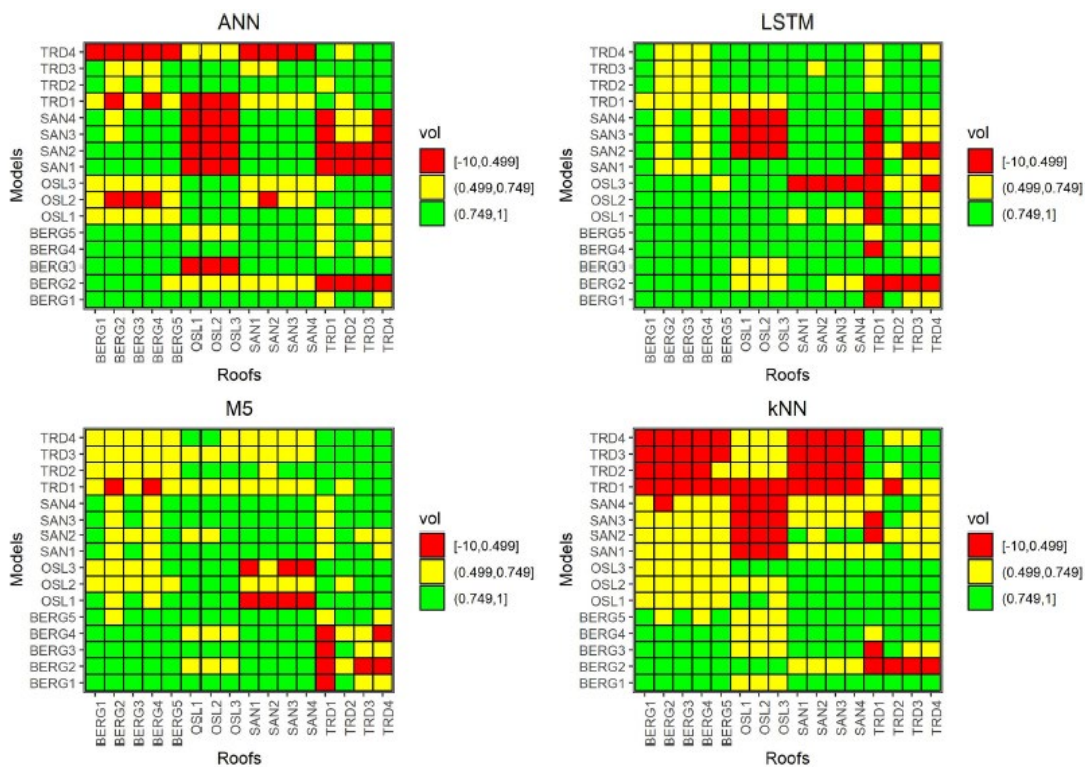 ANN
TRD4
TRD3
TRD2
TRD1
SAN4
SAN3
SAN2
SAN1
OSL3
OSL2
OSL1
BERG5
BERG4
BERG3
BERG2
BERG1
Models
BERG1
BERG2
BERG3
BERG4
BERG5
OSL1
OSL2
OSL3
SAN1
SAN2
SAN3
SAN4
TRD1
TRD2
TRD3
TRD4
Roofs
vol
[-10,0.499]
(0.499,0.749]
(0.749,1]
LSTM
TRD4
TRD3
TRD2
TRD1
SAN4
SAN3
SAN2
SAN1
OSL3
OSL2
OSL1
BERG5
BERG4
BERG3
BERG2
BERG1
Models
BERG1
BERG2
BERG3
BERG4
BERG5
OSL1
OSL2
OSL3
SAN1
SAN2
SAN3
SAN4
TRD1
TRD2
TRD3
TRD4
Roofs
vol
[-10,0.499]
(0.499,0.749]
(0.749,1]
M5
TRD4
TRD3
TRD2
TRD1
SAN4
SAN3
SAN2
SAN1
OSL3
OSL2
OSL1
BERG5
BERG4
BERG3
BERG2
BERG1
Models
BERG1
BERG2
BERG3
BERG4
BERG5
OSL1
OSL2
OSL3
SAN1
SAN2
SAN3
SAN4
TRD1
TRD2
TRD3
TRD4
Roofs
vol
[-10,0.499]
(0.499,0.749]
(0.749,1]
kNN
TRD4
TRD3
TRD2
TRD1
SAN4
SAN3
SAN2
SAN1
OSL3
OSL2
OSL1
BERG5
BERG4
BERG3
BERG2
BERG1
Models
BERG1
BERG2
BERG3
BERG4
BERG5
OSL1
OSL2
OSL3
SAN1
SAN2
SAN3
SAN4
TRD1
TRD2
TRD3
TRD4
Roofs
vol
[-10,0.499]
(0.499,0.749]
(0.749,1]